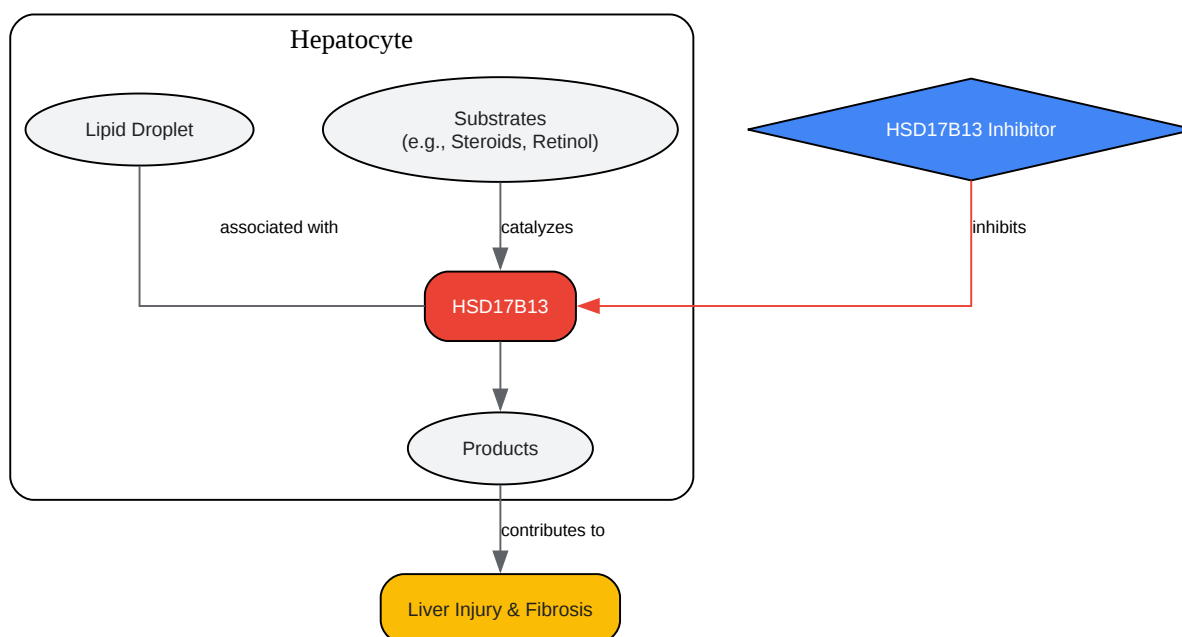 Hepatocyte
Lipid Droplet
Substrates
(e.g., Steroids, Retinol)
HSD17B13 Inhibitor
associated with
catalyzes
inhibits
HSD17B13
Products
contributes to
Liver Injury & Fibrosis